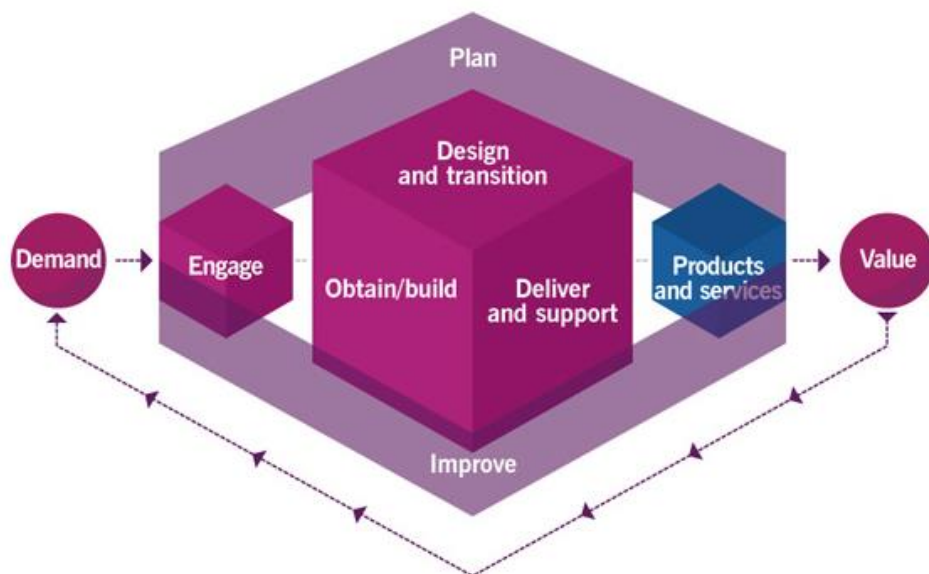 Plan
Design
and transition
Demand
Engage
Obtain/build
Deliver
and support
Products
and services
Value
Improve